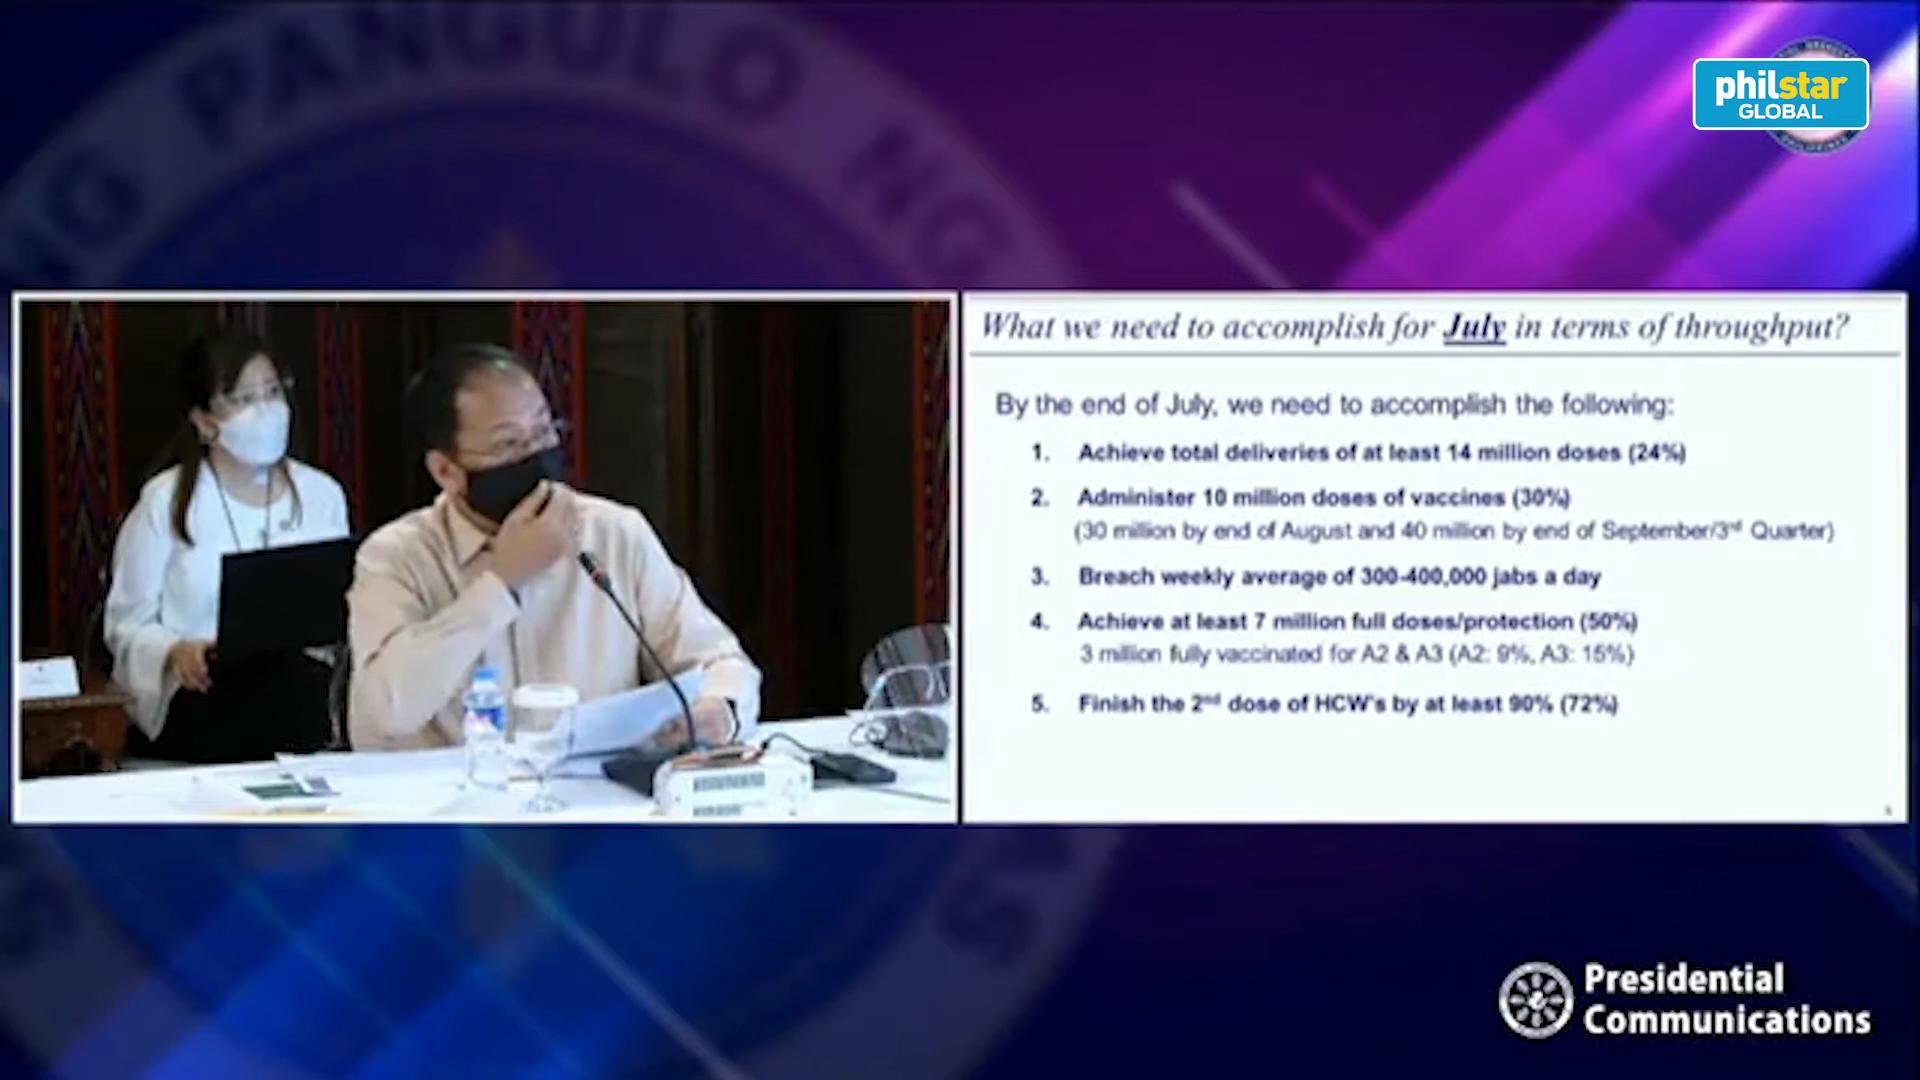 PANGULO NG
philstar
GLOBAL
What we need to accomplish for July in terms of throughput?
By the end of July, we need to accomplish the following:
1. Achieve total deliveries of at least 14 million doses (24%)
2. Administer 10 million doses of vaccines (30%)
(30 million by end of August and 40 million by end of September/3rd Quarter)
3. Breach weekly average of 300-400,000 jabs a day
4. Achieve at least 7 million full doses/protection (50%)
3 million fully vaccinated for A2 & A3 (A2: 9%, A3: 15%)
5. Finish the 2nd dose of HCW's by at least 90% (72%)
Presidential
Communications